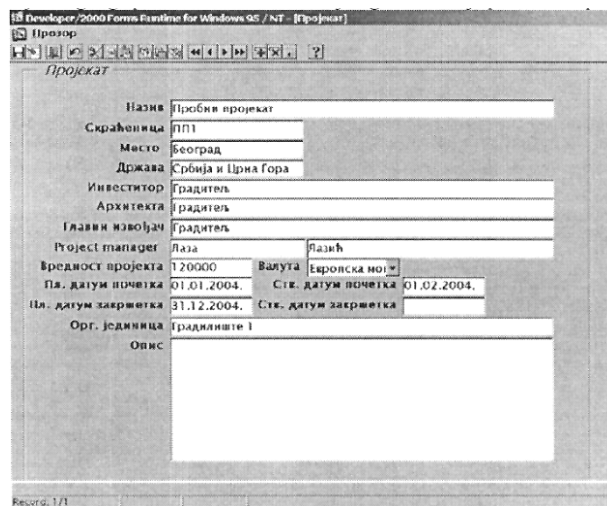 Developer/2000 Forms Runtime for Windows 95 / NT - [Пројекат]
Прозор
Пројекат
Назив Пробни пројекат
Скраћеница ПП1
Место Београд
Држава Србија и Црна Гора
Инвеститор Градитељ
Архитекта Градитељ
Главни извођач Градитељ
Project manager Лаза Лазић
Вредност пројекта 120000 Валута Европска мон
Пл. датум почетка 01.01.2004. Ств. датум почетка 01.02.2004.
Пл. датум завршетка 31.12.2004. Ств. датум завршетка
Орг. јединица Градилиште 1
Опис
Record: 1/1